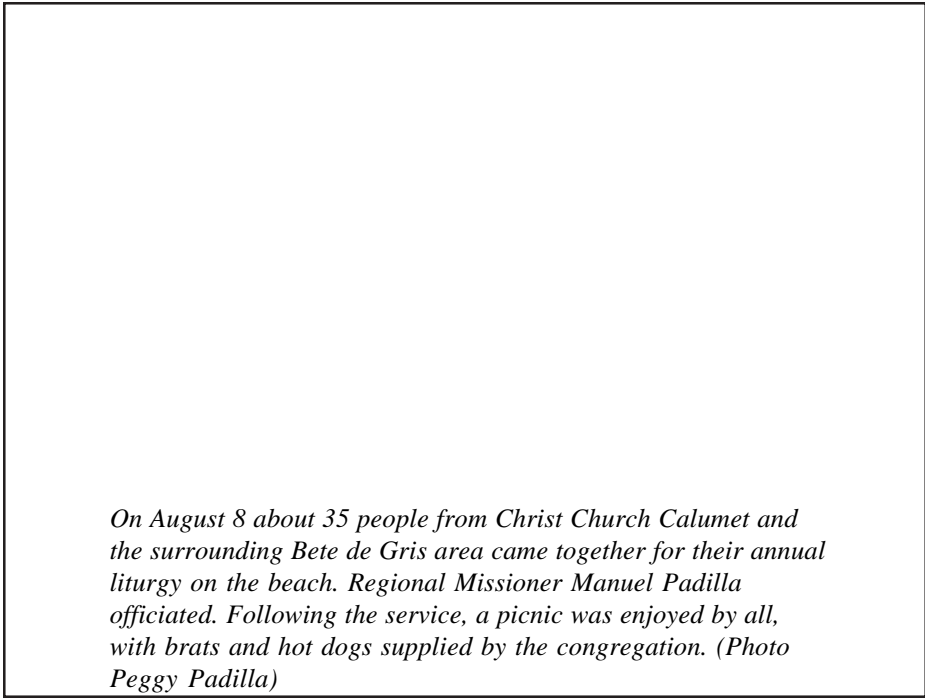 On August 8 about 35 people from Christ Church Calumet and
the surrounding Bete de Gris area came together for their annual
liturgy on the beach. Regional Missioner Manuel Padilla
officiated. Following the service, a picnic was enjoyed by all,
with brats and hot dogs supplied by the congregation. (Photo
Peggy Padilla)